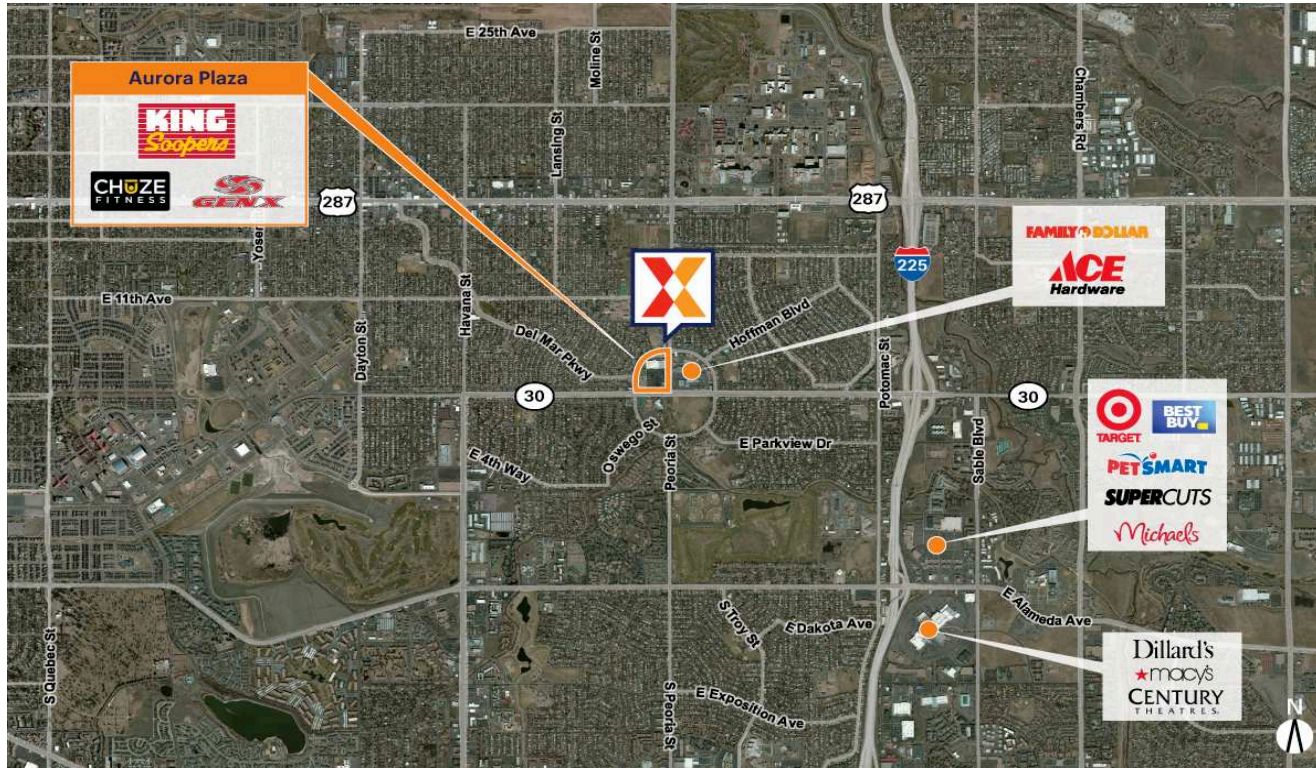 E 25th Ave
Moline St
Aurora Plaza
KING
Soopers
CHUZE
FITNESS
GEN X
Lansing St
Chambers Rd
287
287
Yosem
FAMILY DOLLAR
ACE
Hardware
225
E 11th Ave
Havana St
Dayton St
Del Mar Pkwy
Hoffman Blvd
Potomac St
30
30
TARGET
BEST
BUY
PETSMART
SUPERCUTS
Michaels
Oswego St
E 4th Way
Peoria St
E Parkview Dr
Sable Blvd
E Alameda Ave
S Troy St
E Dakota Ave
Dillard's
macy's
CENTURY
THEATRES
S Quebec St
S Peoria St
E Exposition Ave
N